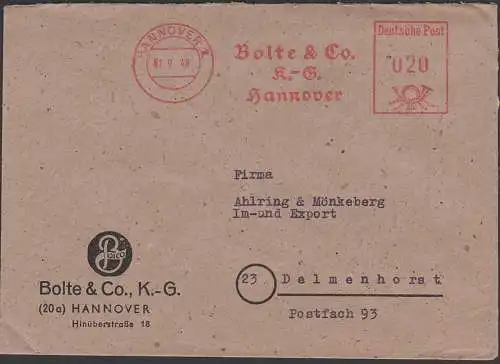 HANNOVER
Bolte & Co.
K.-G.
Hannover
Deutsche Post
020
Firma
Ahlring & Mönkeberg
Im-und Export
23 Delmenhorst
Postfach 93
Bolte & Co., K.-G.
(20a) HANNOVER
Hinüberstraße 18